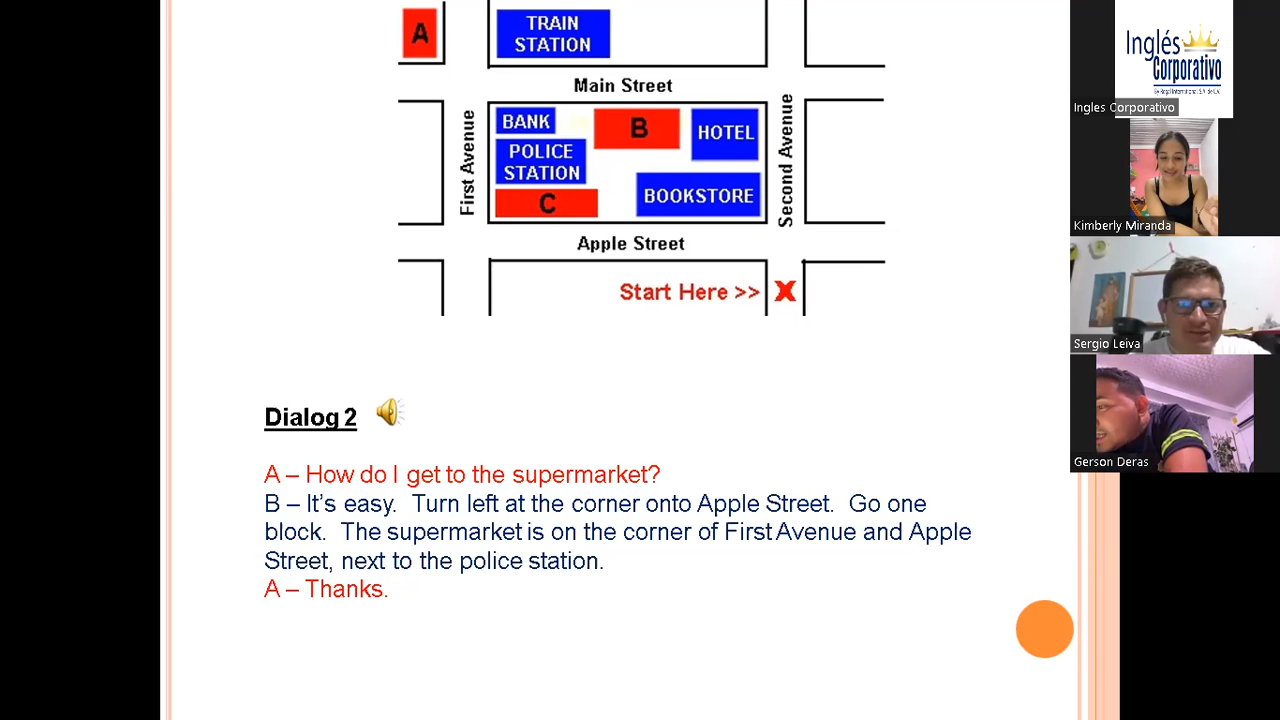 A
TRAIN
STATION
Main Street
First Avenue
BANK
B
HOTEL
POLICE
STATION
C
BOOKSTORE
Second Avenue
Apple Street
Start Here >> X
Dialog 2
A – How do I get to the supermarket?
B – It's easy.  Turn left at the corner onto Apple Street.  Go one
block.  The supermarket is on the corner of First Avenue and Apple
Street, next to the police station.
A – Thanks.
Inglés
Corporativo
Ingles Corporativo
Kimberly Miranda
Sergio Leiva
Gerson Deras